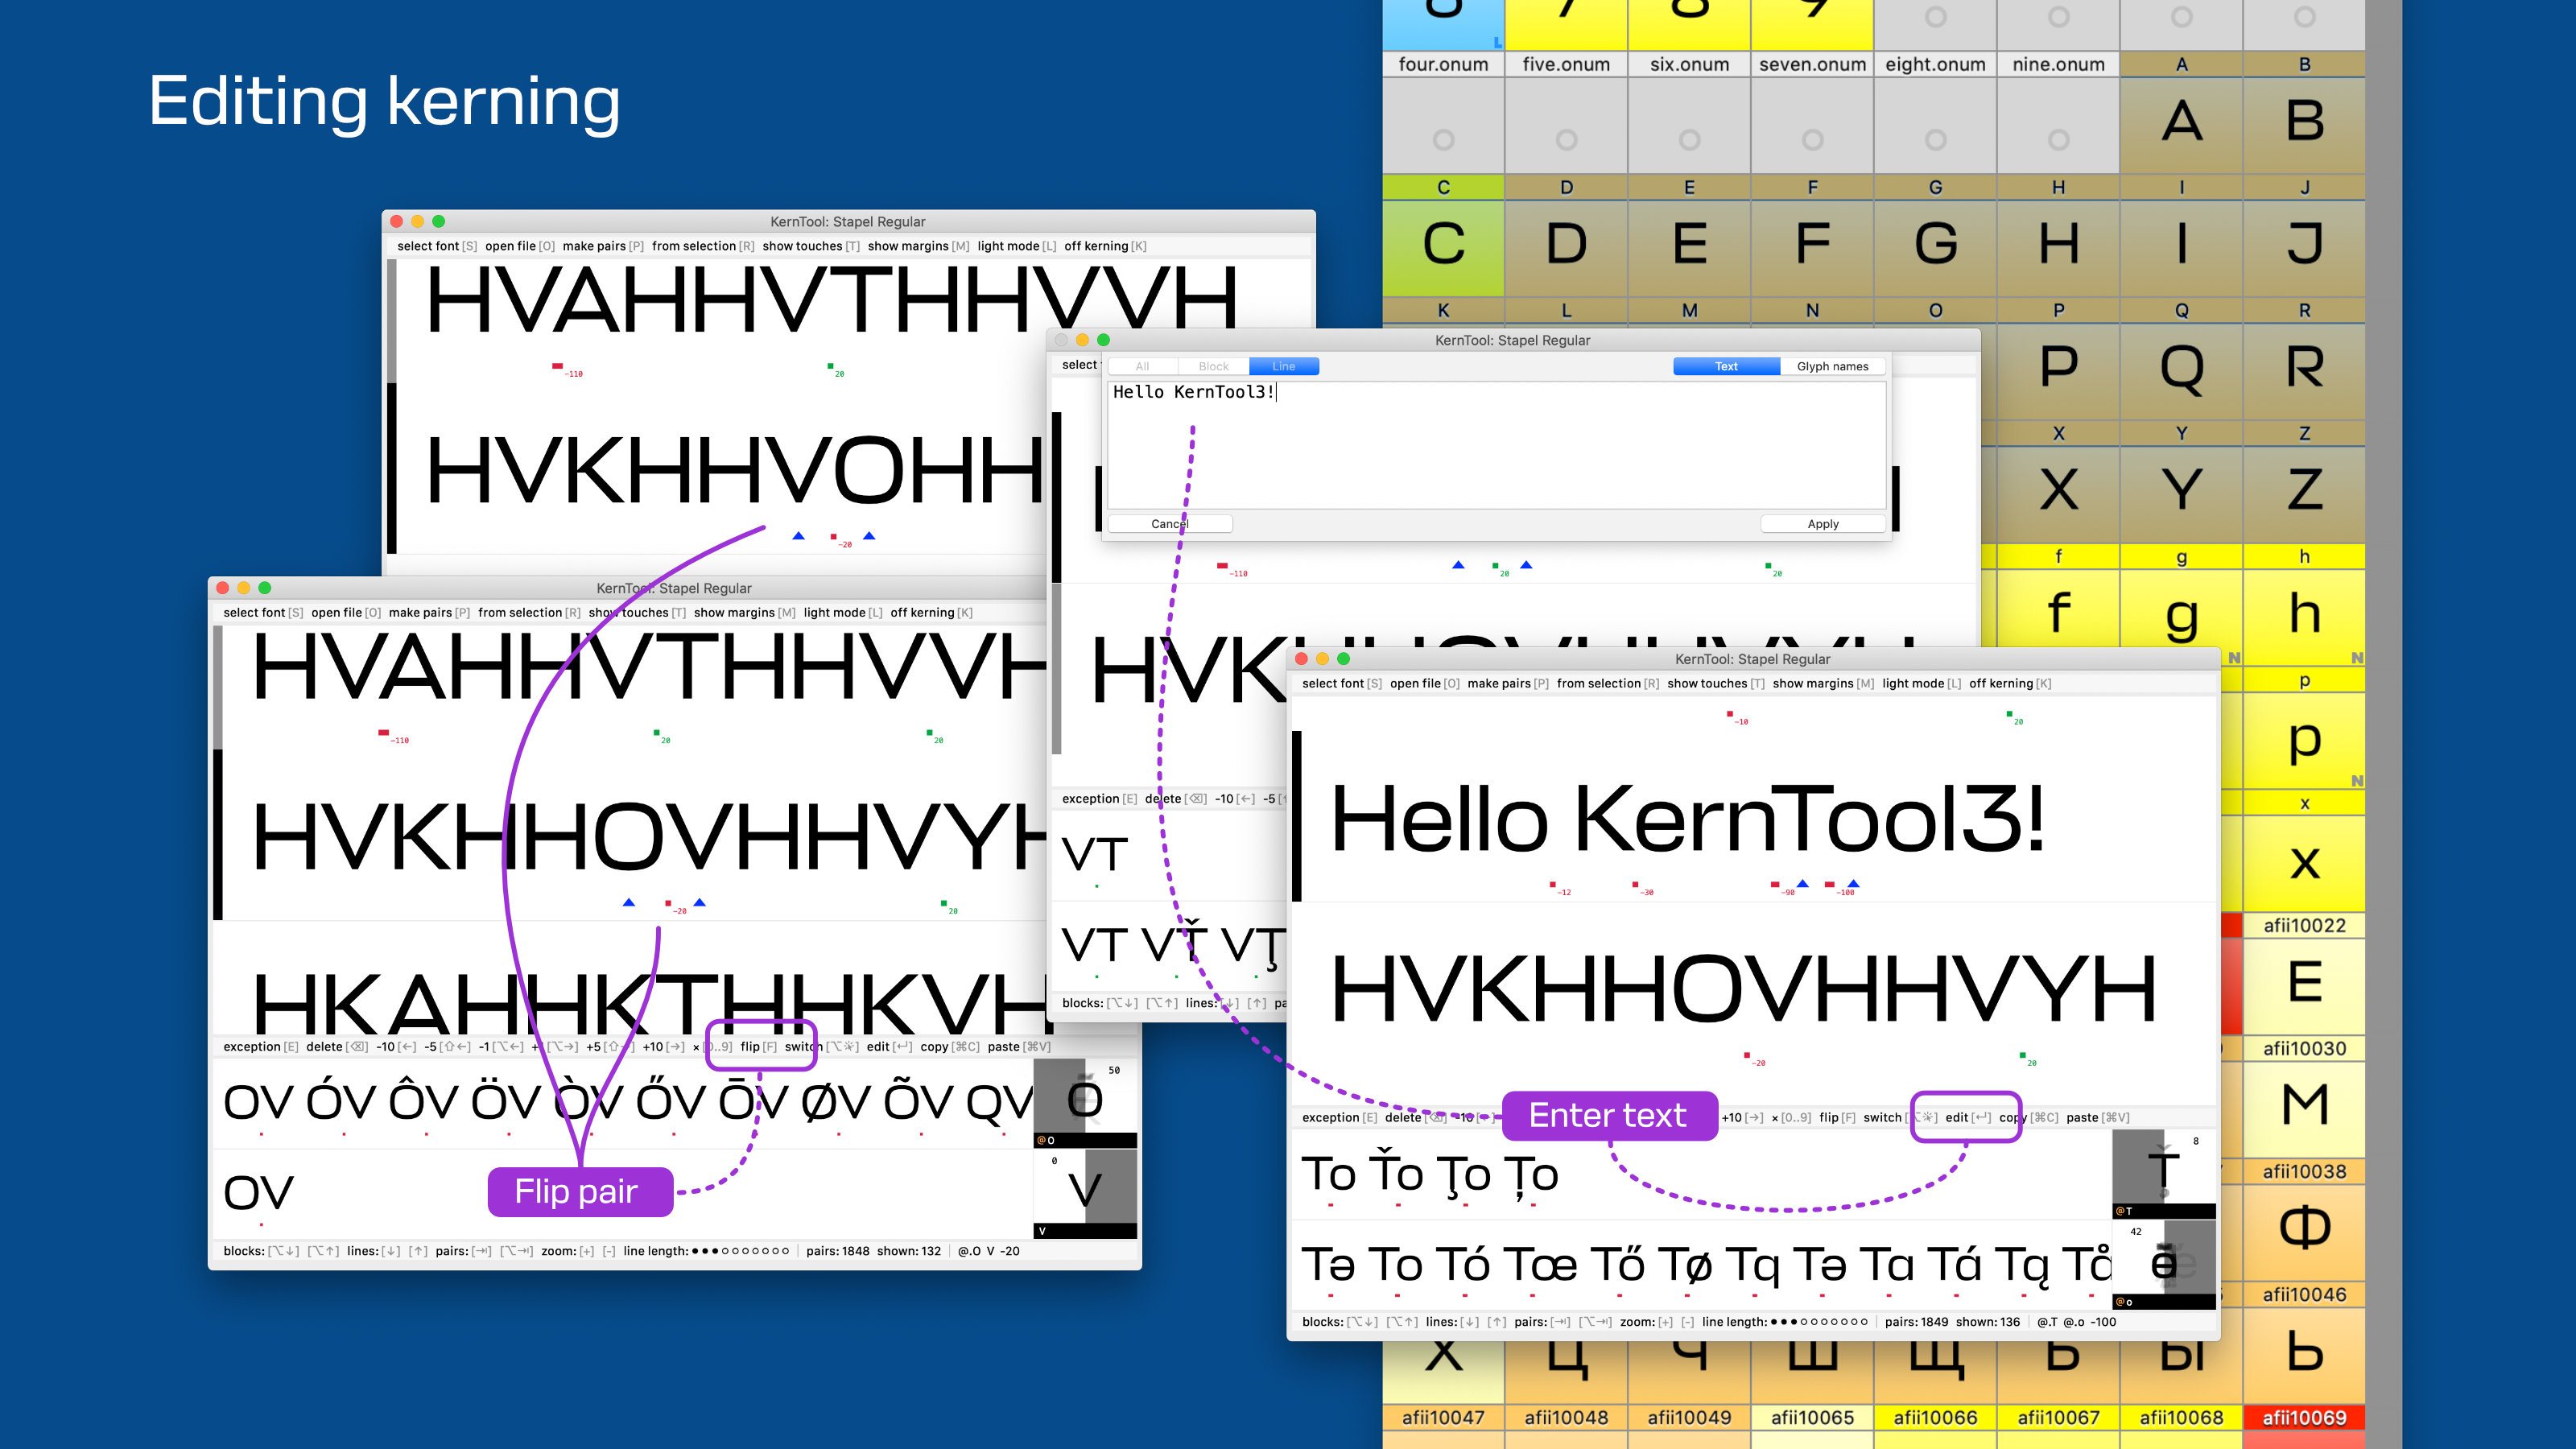 Editing kerning
KernTool: Stapel Regular
select font [S] open file [O] make pairs [P] from selection [R] show touches [T] show margins [M] light mode [L] off kerning [K]
HVAHHVTHHVVH
-110 20
HVKHHVOHH
-20
KernTool: Stapel Regular
select font [S] open file [O] make pairs [P] from selection [R] show touches [T] show margins [M] light mode [L] off kerning [K]
HVAHHVTHHVVH
-110 20 20
HVKHHOVHHVYH
-20 20
HKAHHKTHHKVH
exception [E] delete [⌫] -10 [←] -5 [⇧←] -1 [⌥←] [⌥→] +5 +10 [→] × [0..9] flip [F] switch edit [↩] copy [⌘C] paste [⌘V]
OV ÓV ÔV ÖV ÒV ŐV ŌV ØV ÕV QV
50
@O
OV
0
V
V
Flip pair
blocks: [⌥↓] [⌥↑] lines: [↓] [↑] pairs: [⇥] [⌥⇥] zoom: [+] [-] line length: ●●●○○○○○○○ pairs: 1848 shown: 132 @.O V -20
KernTool: Stapel Regular
select
All Block Line Text Glyph names
Hello KernTool3!
Cancel Apply
-110 20 20
HVK
exception [E] delete [⌫] -10 [←] -5
VT
VT VŤ VŢ
blocks: [⌥↓] [⌥↑] lines: [↓] [↑] pa
KernTool: Stapel Regular
select font [S] open file [O] make pairs [P] from selection [R] show touches [T] show margins [M] light mode [L] off kerning [K]
-10 20
Hello KernTool3!
-12 -30 -90 -100
HVKHHOVHHVYH
-20 20
exception [E] delete [⌫] -10 Enter text +10 [→] × [0..9] flip [F] switch edit [↩] copy [⌘C] paste [⌘V]
To Ťo Ţo Țo
8
@T
Tə To Tó Tœ Tő Tø Tq Tə Tɑ Tá Tą Tå
42
@o
blocks: [⌥↓] [⌥↑] lines: [↓] [↑] pairs: [⇥] [⌥⇥] zoom: [+] [-] line length: ●●●○○○○○○○ pairs: 1849 shown: 136 @.T @.o -100
L
four.onum five.onum six.onum seven.onum eight.onum nine.onum A B
A B
C D E F G H I J
C D E F G H I J
K L M N O P Q R
P Q R
X Y Z
X Y Z
f g h
f g h
N N
p
p
N
x
x
afii10022
Е
afii10030
М
afii10038
Ф
afii10046
Х Ц Ч Ш Щ Ъ Ы Ь
afii10047 afii10048 afii10049 afii10065 afii10066 afii10067 afii10068 afii10069